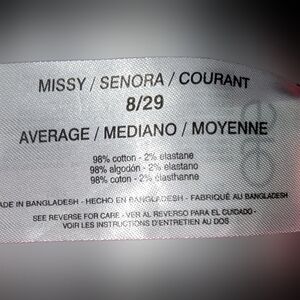 MISSY / SENORA / COURANT
8/29
AVERAGE / MEDIANO / MOYENNE
98% cotton - 2% elastane
98% algodón - 2% elastano
98% coton - 2% élasthanne
ADE IN BANGLADESH - HECHO EN BANGLADESH - FABRIQUÉ AU BANGLADESH
SEE REVERSE FOR CARE - VER AL REVERSO PARA EL CUIDADO -
VOIR LES INSTRUCTIONS D'ENTRETIEN AU DOS